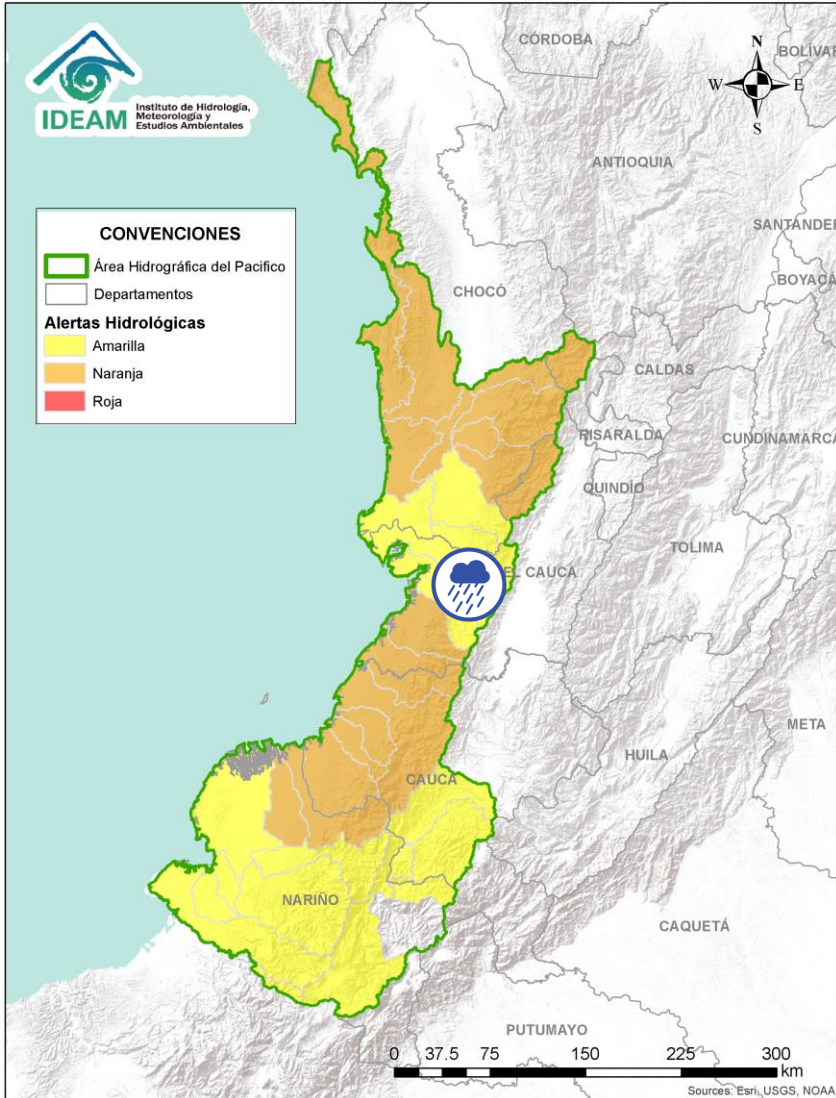 IDEAM
Instituto de Hidrología,
Meteorología y
Estudios Ambientales
N
W
E
S
CÓRDOBA
BOLÍVAR
ANTIOQUIA
SANTANDER
BOYACÁ
CHOCÓ
CALDAS
RISARALDA
CUNDINAMARCA
QUINDÍO
TOLIMA
EL CAUCA
META
HUILA
CAUCA
NARIÑO
CAQUETÁ
PUTUMAYO
CONVENCIONES
Área Hidrográfica del Pacifico
Departamentos
Alertas Hidrológicas
Amarilla
Naranja
Roja
0 37.5 75 150 225 300
km
Sources: Esri, USGS, NOAA